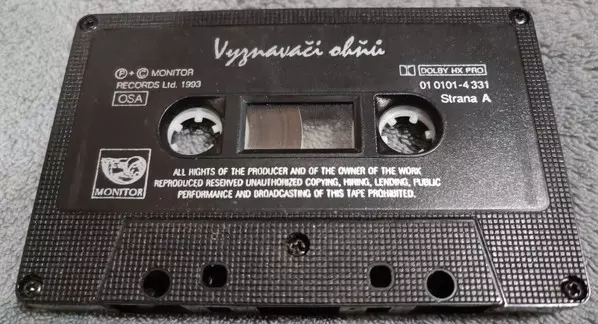 Vyznavači ohňů
Ⓟ + © MONITOR
RECORDS Ltd. 1993
OSA
DOLBY HX PRO
01 0101-4 331
Strana A
MONITOR
ALL RIGHTS OF THE PRODUCER AND OF THE OWNER OF THE WORK
REPRODUCED RESERVED UNAUTHORIZED COPYING, HIRING, LENDING, PUBLIC
PERFORMANCE AND BROADCASTING OF THIS TAPE PROHIBITED.